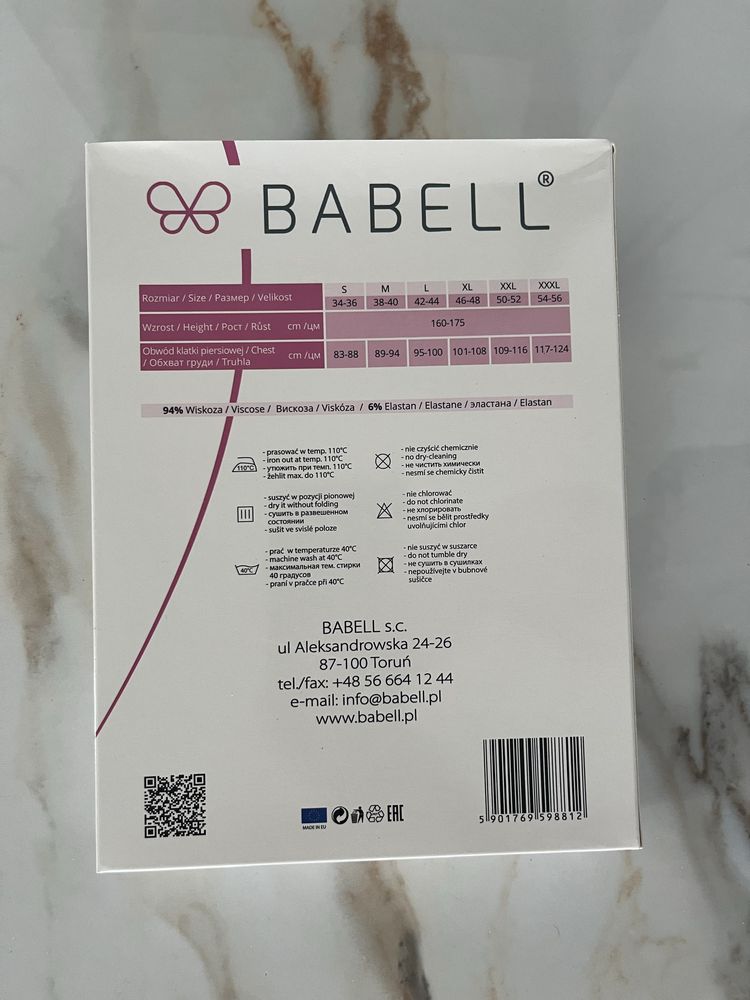 BABELL®
Rozmiar / Size / Размер / Velikost
S M L XL XXL XXXL
34-36 38-40 42-44 46-48 50-52 54-56
Wzrost / Height / Рост / Růst cm /цм 160-175
Obwód klatki piersiowej / Chest
/ Обхват груди / Truhla
cm /цм 83-88 89-94 95-100 101-108 109-116 117-124
94% Wiskoza / Viscose / Вискоза / Viskóza / 6% Elastan / Elastane / эластана / Elastan
110°C
- prasować w temp. 110°C
- iron out at temp. 110°C
- утюжить при темп. 110°C
- žehlit max. do 110°C
- nie czyścić chemicznie
- no dry-cleaning
- не чистить химически
- nesmí se chemicky čistit
- suszyć w pozycji pionowej
- dry it without folding
- сушить в развешенном
состоянии
- sušit ve svislé poloze
- nie chlorować
- do not chlorinate
- не хлорировать
- nesmí se bělit prostředky
uvolňujícími chlor
40°C
- prać w temperaturze 40°C
- machine wash at 40°C
- максимальная тем. стирки
40 градусов
- praní v pračce při 40°C
- nie suszyć w suszarce
- do not tumble dry
- не сушить в сушилках
- nepoužívejte v bubnové
sušičce
BABELL s.c.
ul Aleksandrowska 24-26
87-100 Toruń
tel./fax: +48 56 664 12 44
e-mail: info@babell.pl
www.babell.pl
MADE IN EU
EAC
5 901769 598812